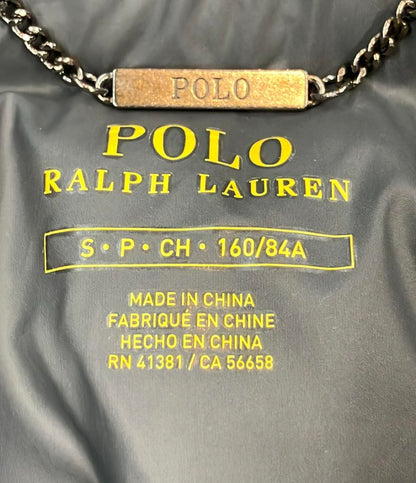 POLO
POLO
RALPH LAUREN
S • P • CH • 160/84A
MADE IN CHINA
FABRIQUÉ EN CHINE
HECHO EN CHINA
RN 41381 / CA 56658